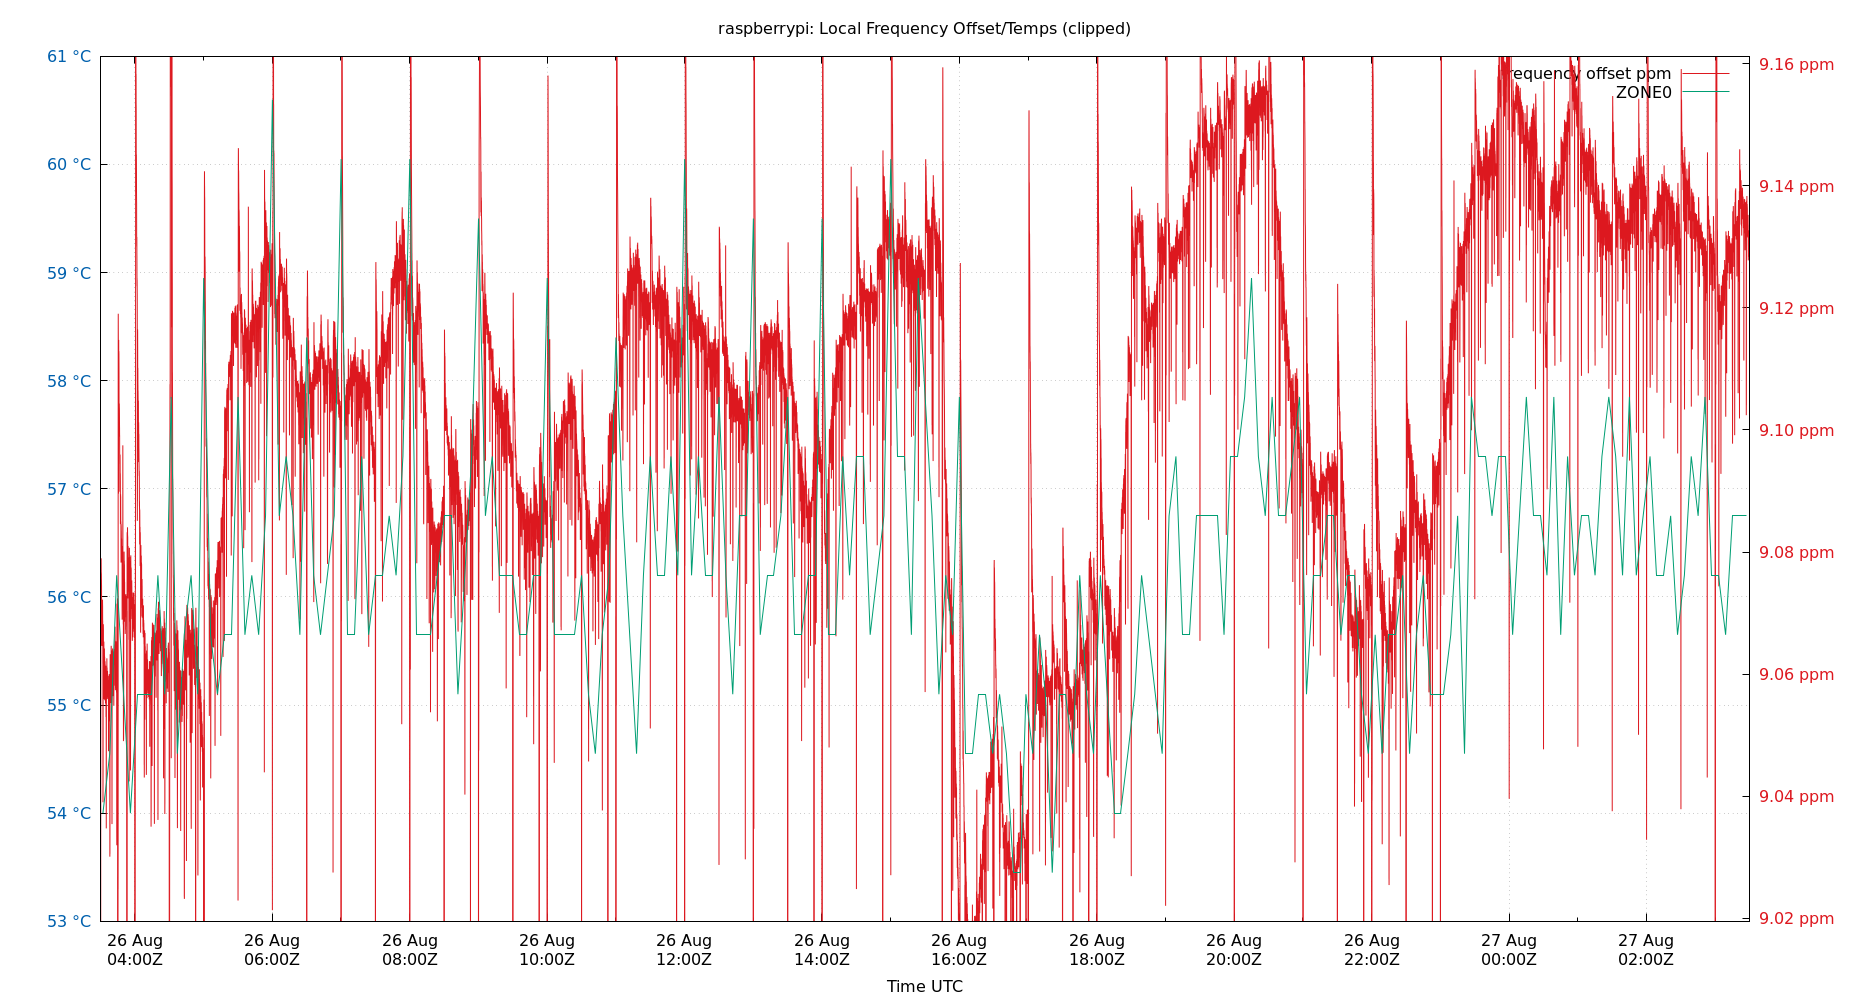 raspberrypi: Local Frequency Offset/Temps (clipped)
61 °C
60 °C
59 °C
58 °C
57 °C
56 °C
55 °C
54 °C
53 °C
9.16 ppm
9.14 ppm
9.12 ppm
9.10 ppm
9.08 ppm
9.06 ppm
9.04 ppm
9.02 ppm
requency offset ppm
ZONE0
26 Aug
04:00Z
26 Aug
06:00Z
26 Aug
08:00Z
26 Aug
10:00Z
26 Aug
12:00Z
26 Aug
14:00Z
26 Aug
16:00Z
26 Aug
18:00Z
26 Aug
20:00Z
26 Aug
22:00Z
27 Aug
00:00Z
27 Aug
02:00Z
Time UTC